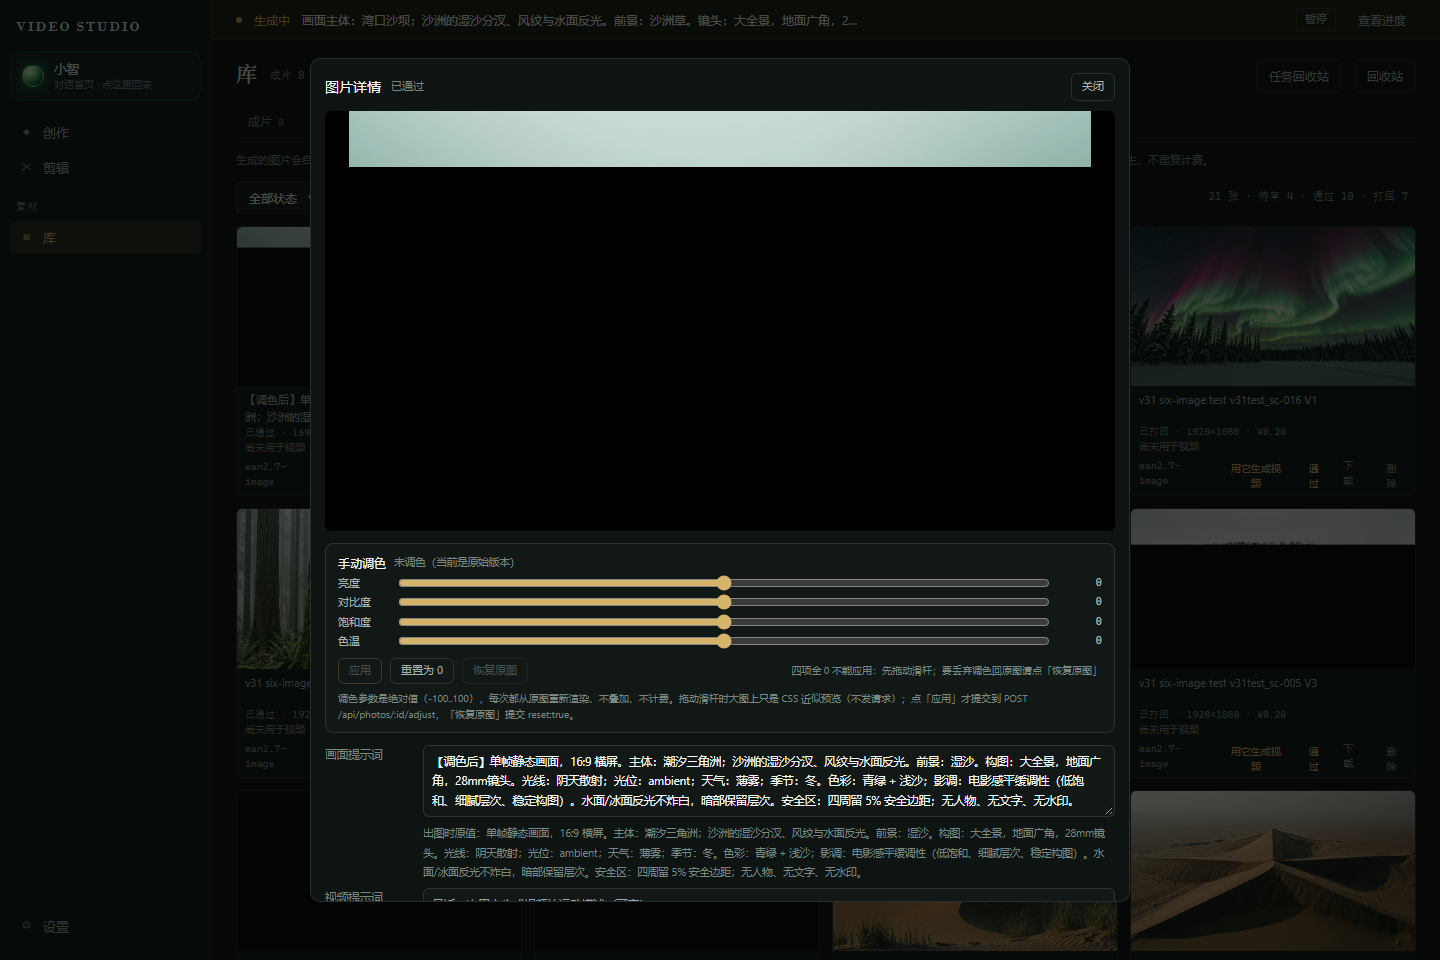 VIDEO STUDIO
小智
对话首页 · 点这里回来
创作
剪辑
素材
库
设置
生成中 画面主体：湾口沙坝；沙洲的湿沙分汊、风纹与水面反光。前景：沙洲草。镜头：大全景，地面广角，2...
暂停 查看进度
库 成片 8
任务回收站 回收站
成片 8
生成的图片会自
不重复计费。
全部状态
21 张 · 待审 4 · 通过 10 · 打回 7
【调色后】单
洲；沙洲的湿
已通过 · 169
尚未用于视频
wan2.7-
image
v31 six-image test v31test_sc-016 V1
已打回 · 1920×1080 · ¥0.20
尚未用于视频
wan2.7-
image
用它生成视
频
通
过
下
载
删
除
v31 six-image
已通过 · 192
尚未用于视频
wan2.7-
image
v31 six-image test v31test_sc-005 V3
已打回 · 1920×1080 · ¥0.20
尚未用于视频
wan2.7-
image
用它生成视
频
通
过
下
载
删
除
图片详情 已通过
关闭
手动调色 未调色（当前是原始版本）
亮度 0
对比度 0
饱和度 0
色温 0
应用 重置为 0 恢复原图 四项全 0 不能应用：先拖动滑杆；要丢弃调色回原图请点「恢复原图」
调色参数是绝对值（-100..100），每次都从原图重新渲染、不叠加、不计费。拖动滑杆时大图上只是 CSS 近似预览（不发请求）；点「应用」才提交到 POST
/api/photos/:id/adjust，「恢复原图」提交 reset:true。
画面提示词
【调色后】单帧静态画面，16:9 横屏。主体：潮汐三角洲；沙洲的湿沙分汊、风纹与水面反光。前景：湿沙。构图：大全景，地面广
角，28mm镜头。光线：阴天散射；光位：ambient；天气：薄雾；季节：冬。色彩：青绿 + 浅沙；影调：电影感平缓调性（低饱
和、细腻层次、稳定构图）。水面/冰面反光不炸白，暗部保留层次。安全区：四周留 5% 安全边距；无人物、无文字、无水印。
出图时原值：单帧静态画面，16:9 横屏。主体：潮汐三角洲；沙洲的湿沙分汊、风纹与水面反光。前景：湿沙。构图：大全景，地面广角，28mm镜
头。光线：阴天散射；光位：ambient；天气：薄雾；季节：冬。色彩：青绿 + 浅沙；影调：电影感平缓调性（低饱和、细腻层次、稳定构图）。水
面/冰面反光不炸白，暗部保留层次。安全区：四周留 5% 安全边距；无人物、无文字、无水印。
视频提示词